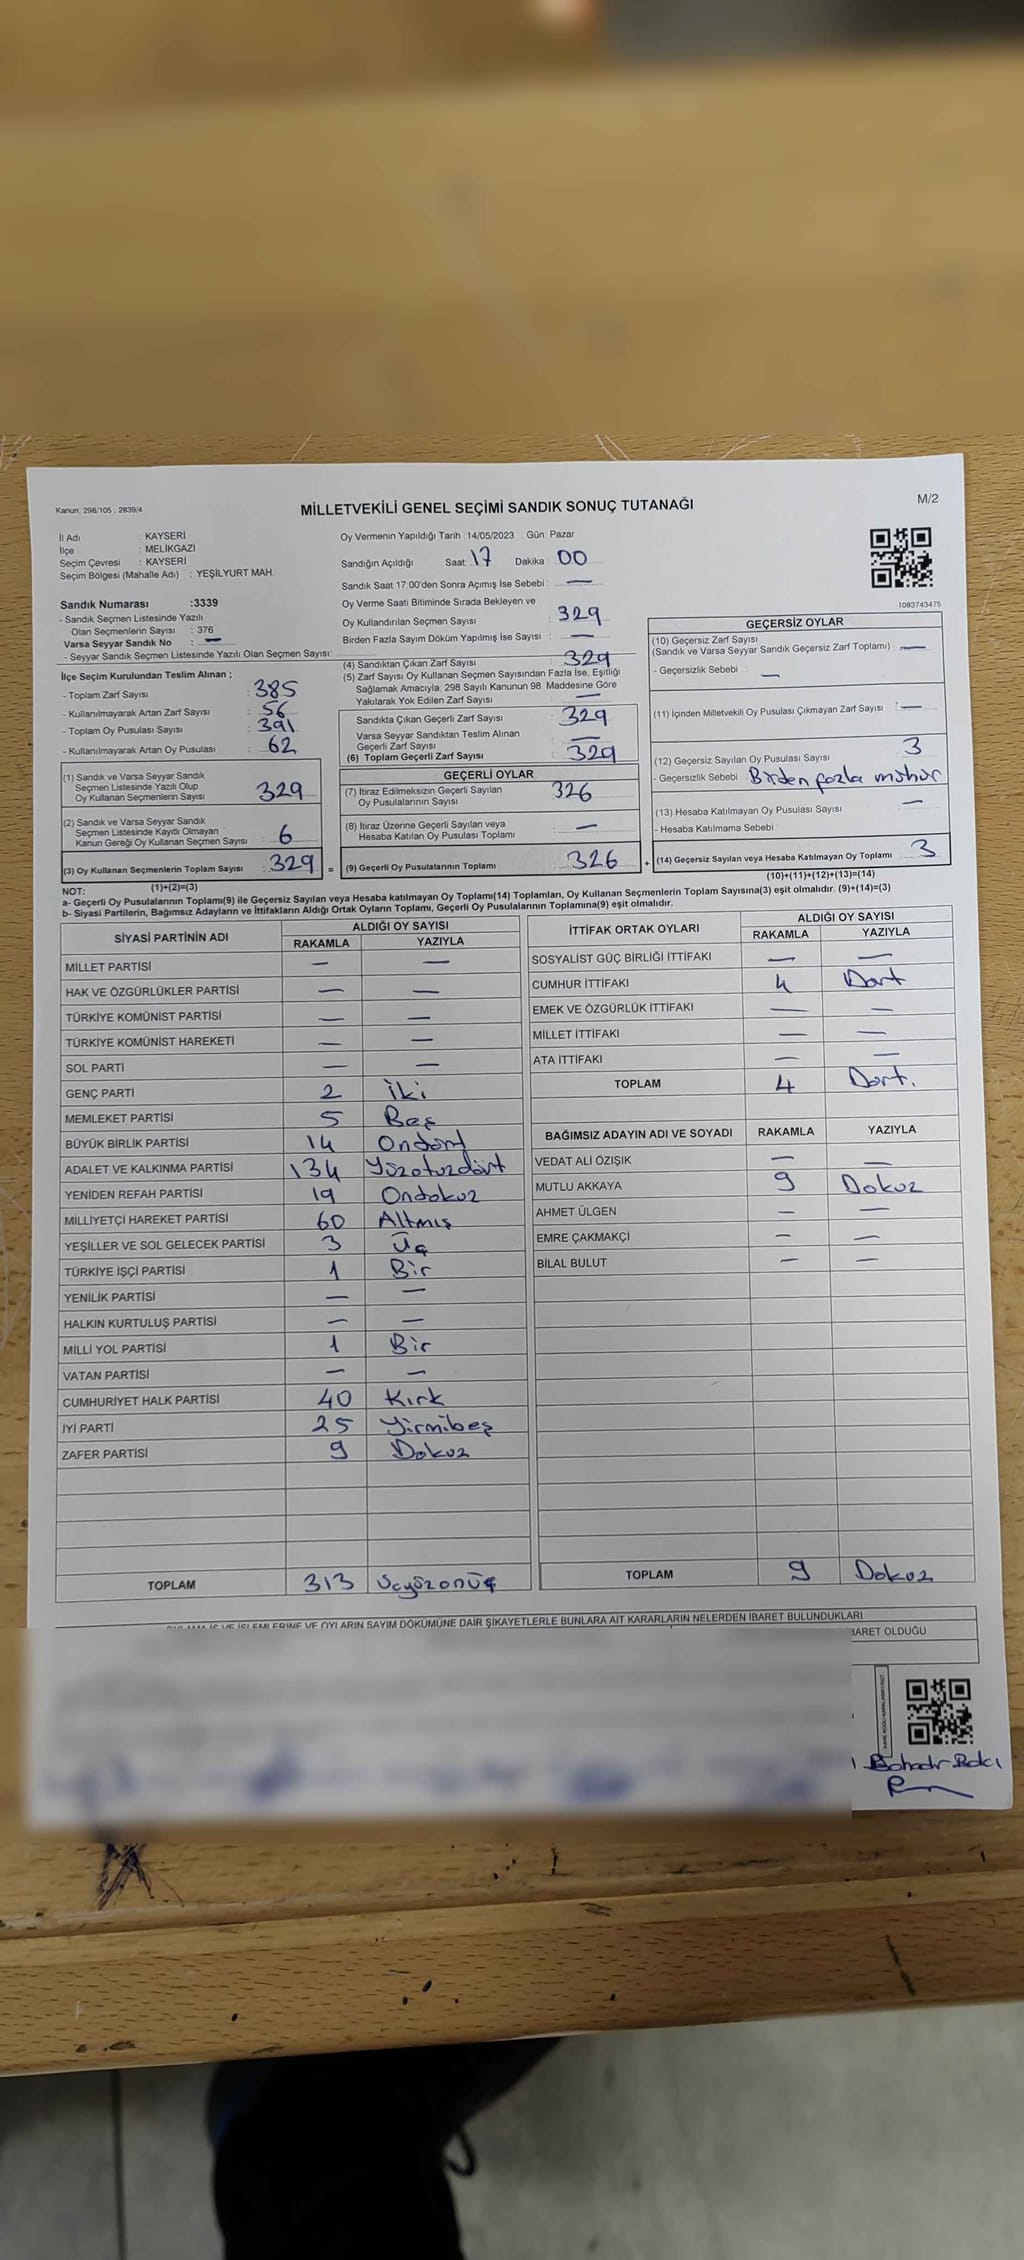 Kanun; 298/105 , 2839/4
MİLLETVEKİLİ GENEL SEÇİMİ SANDIK SONUÇ TUTANAĞI
M/2
İl Adı : KAYSERİ
İlçe : MELİKGAZİ
Seçim Çevresi : KAYSERİ
Seçim Bölgesi (Mahalle Adı) : YEŞİLYURT MAH.
Sandık Numarası :3339
- Sandık Seçmen Listesinde Yazılı
Olan Seçmenlerin Sayısı : 376
Varsa Seyyar Sandık No : —
- Seyyar Sandık Seçmen Listesinde Yazılı Olan Seçmen Sayısı:
Oy Vermenin Yapıldığı Tarih :14/05/2023 Gün: Pazar
Sandığın Açıldığı Saat: 17 Dakika : 00
Sandık Saat 17:00'den Sonra Açımış İse Sebebi : —
Oy Verme Saati Bitiminde Sırada Bekleyen ve
Oy Kullandırılan Seçmen Sayısı : 329
Birden Fazla Sayım Döküm Yapılmış İse Sayısı : —
1083743475
İlçe Seçim Kurulundan Teslim Alınan ;
- Toplam Zarf Sayısı : 385
- Kullanılmayarak Artan Zarf Sayısı : 56
- Toplam Oy Pusulası Sayısı : 391
- Kullanılmayarak Artan Oy Pusulası : 62
(1) Sandık ve Varsa Seyyar Sandık
Seçmen Listesinde Yazılı Olup
Oy Kullanan Seçmenlerin Sayısı : 329
(2) Sandık ve Varsa Seyyar Sandık
Seçmen Listesinde Kayıtlı Olmayan
Kanun Gereği Oy Kullanan Seçmen Sayısı : 6
(3) Oy Kullanan Seçmenlerin Toplam Sayısı : 329 =
(1)+(2)=(3)
(4) Sandıktan Çıkan Zarf Sayısı : 329
(5) Zarf Sayısı Oy Kullanan Seçmen Sayısından Fazla İse, Eşitliği
Sağlamak Amacıyla, 298 Sayılı Kanunun 98. Maddesine Göre
Yakılarak Yok Edilen Zarf Sayısı : —
Sandıkta Çıkan Geçerli Zarf Sayısı : 329
Varsa Seyyar Sandıktan Teslim Alınan
Geçerli Zarf Sayısı : —
(6) Toplam Geçerli Zarf Sayısı : 329
GEÇERLİ OYLAR
(7) İtiraz Edilmeksizin Geçerli Sayılan
Oy Pusulalarının Sayısı : 326
(8) İtiraz Üzerine Geçerli Sayılan veya
Hesaba Katılan Oy Pusulası Toplamı : —
(9) Geçerli Oy Pusulalarının Toplamı : 326 +
GEÇERSİZ OYLAR
(10) Geçersiz Zarf Sayısı
(Sandık ve Varsa Seyyar Sandık Geçersiz Zarf Toplamı) : —
- Geçersizlik Sebebi : —
(11) İçinden Milletvekili Oy Pusulası Çıkmayan Zarf Sayısı : —
(12) Geçersiz Sayılan Oy Pusulası Sayısı : 3
- Geçersizlik Sebebi : Birden fazla mühür
(13) Hesaba Katılmayan Oy Pusulası Sayısı : —
- Hesaba Katılmama Sebebi :
(14) Geçersiz Sayılan veya Hesaba Katılmayan Oy Toplamı : 3
(10)+(11)+(12)+(13)=(14)
NOT:
a- Geçerli Oy Pusulalarının Toplamı(9) ile Geçersiz Sayılan veya Hesaba katılmayan Oy Toplamı(14) Toplamları, Oy Kullanan Seçmenlerin Toplam Sayısına(3) eşit olmalıdır. (9)+(14)=(3)
b- Siyasi Partilerin, Bağımsız Adayların ve İttifakların Aldığı Ortak Oyların Toplamı, Geçerli Oy Pusulalarının Toplamına(9) eşit olmalıdır.
SİYASİ PARTİNİN ADI ALDIĞI OY SAYISI
RAKAMLA YAZIYLA
MİLLET PARTİSİ — —
HAK VE ÖZGÜRLÜKLER PARTİSİ — —
TÜRKİYE KOMÜNİST PARTİSİ — —
TÜRKİYE KOMÜNİST HAREKETİ — —
SOL PARTİ — —
GENÇ PARTİ 2 İki
MEMLEKET PARTİSİ 5 Beş
BÜYÜK BİRLİK PARTİSİ 14 Ondört
ADALET VE KALKINMA PARTİSİ 134 Yüzotuzdört
YENİDEN REFAH PARTİSİ 19 Ondokuz
MİLLİYETÇİ HAREKET PARTİSİ 60 Altmış
YEŞİLLER VE SOL GELECEK PARTİSİ 3 Üç
TÜRKİYE İŞÇİ PARTİSİ 1 Bir
YENİLİK PARTİSİ — —
HALKIN KURTULUŞ PARTİSİ — —
MİLLİ YOL PARTİSİ 1 Bir
VATAN PARTİSİ — —
CUMHURİYET HALK PARTİSİ 40 Kırk
İYİ PARTİ 25 Yirmibeş
ZAFER PARTİSİ 9 Dokuz
TOPLAM 313 Üçyüzonüç
İTTİFAK ORTAK OYLARI ALDIĞI OY SAYISI
RAKAMLA YAZIYLA
SOSYALİST GÜÇ BİRLİĞİ İTTİFAKI — —
CUMHUR İTTİFAKI 4 Dört
EMEK VE ÖZGÜRLÜK İTTİFAKI — —
MİLLET İTTİFAKI — —
ATA İTTİFAKI — —
TOPLAM 4 Dört.
BAĞIMSIZ ADAYIN ADI VE SOYADI RAKAMLA YAZIYLA
VEDAT ALİ ÖZIŞIK — —
MUTLU AKKAYA 9 Dokuz
AHMET ÜLGEN — —
EMRE ÇAKMAKÇİ — —
BİLAL BULUT — —
TOPLAM 9 Dokuz
OYLAMA İŞ VE İŞLEMLERİNE VE OYLARIN SAYIM DÖKÜMÜNE DAİR ŞİKAYETLERLE BUNLARA AİT KARARLARIN NELERDEN İBARET BULUNDUKLARI
BARET OLDUĞU